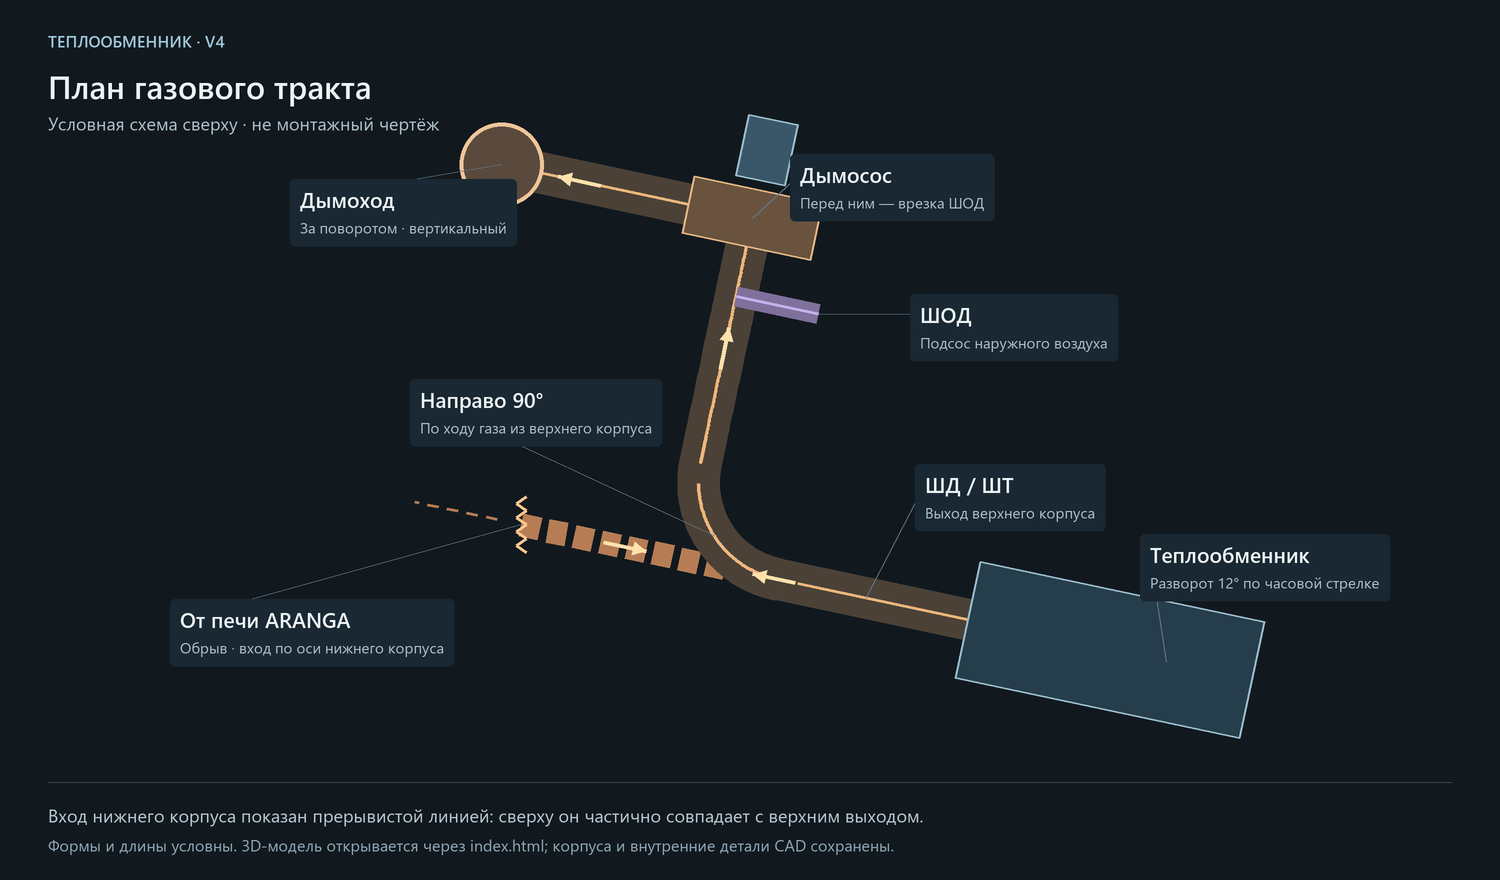 ТЕПЛООБМЕННИК · V4
План газового тракта
Условная схема сверху · не монтажный чертёж
Дымосос
Перед ним — врезка ШОД
Дымоход
За поворотом · вертикальный
ШОД
Подсос наружного воздуха
Направо 90°
По ходу газа из верхнего корпуса
ШД / ШТ
Выход верхнего корпуса
Теплообменник
Разворот 12° по часовой стрелке
От печи ARANGA
Обрыв · вход по оси нижнего корпуса
Вход нижнего корпуса показан прерывистой линией: сверху он частично совпадает с верхним выходом.
Формы и длины условны. 3D-модель открывается через index.html; корпуса и внутренние детали CAD сохранены.